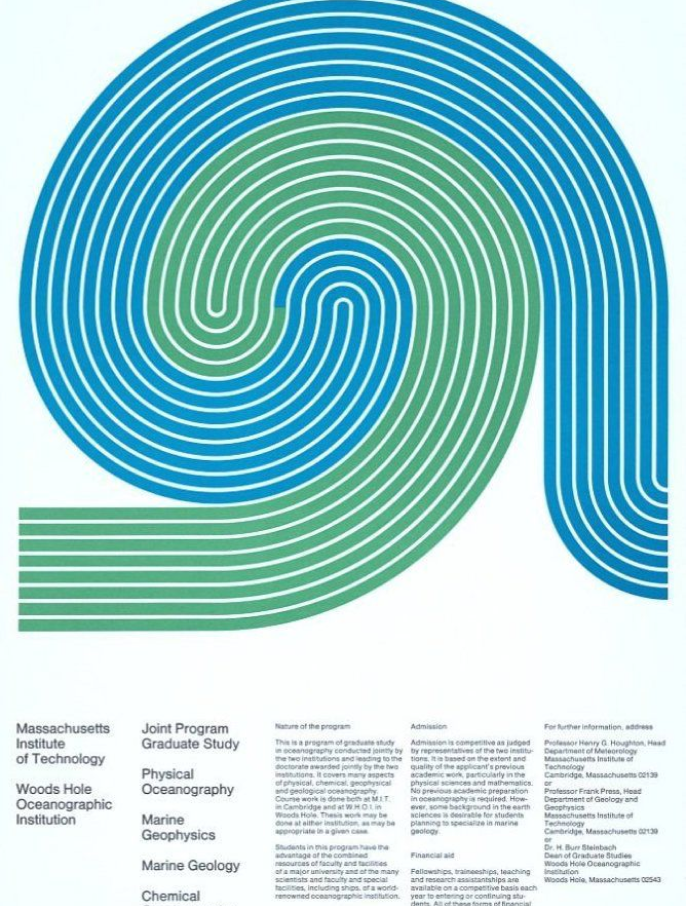 Massachusetts
Institute
of Technology
Woods Hole
Oceanographic
Institution
Joint Program
Graduate Study
Physical
Oceanography
Marine
Geophysics
Marine Geology
Chemical
Nature of the program
This is a program of graduate study
in oceanography conducted jointly by
the two institutions and leading to the
doctorate awarded jointly by the two
institutions. It covers many aspects
of physical, chemical, geophysical
and geological oceanography.
Course work is done both at M.I.T.
in Cambridge and at W.H.O.I. in
Woods Hole. Thesis work may be
done at either institution, as may be
appropriate in a given case.
Students in this program have the
advantage of the combined
resources of faculty and facilities
of a major university and of the many
scientists and faculty and special
facilities, including ships, of a world-
renowned oceanographic institution.
Admission
Admission is competitive as judged
by representatives of the two institu-
tions. It is based on the extent and
quality of the applicant's previous
academic work, particularly in the
physical sciences and mathematics.
No previous academic preparation
in oceanography is required. How-
ever, some background in the earth
sciences is desirable for students
planning to specialize in marine
geology.
Financial aid
Fellowships, traineeships, teaching
and research assistantships are
available on a competitive basis each
year to entering or continuing stu-
dents. All of these forms of financial
For further information, address
Professor Henry G. Houghton, Head
Department of Meteorology
Massachusetts Institute of
Technology
Cambridge, Massachusetts 02139
or
Professor Frank Press, Head
Department of Geology and
Geophysics
Massachusetts Institute of
Technology
Cambridge, Massachusetts 02139
or
Dr. H. Burr Steinbach
Dean of Graduate Studies
Woods Hole Oceanographic
Institution
Woods Hole, Massachusetts 02543